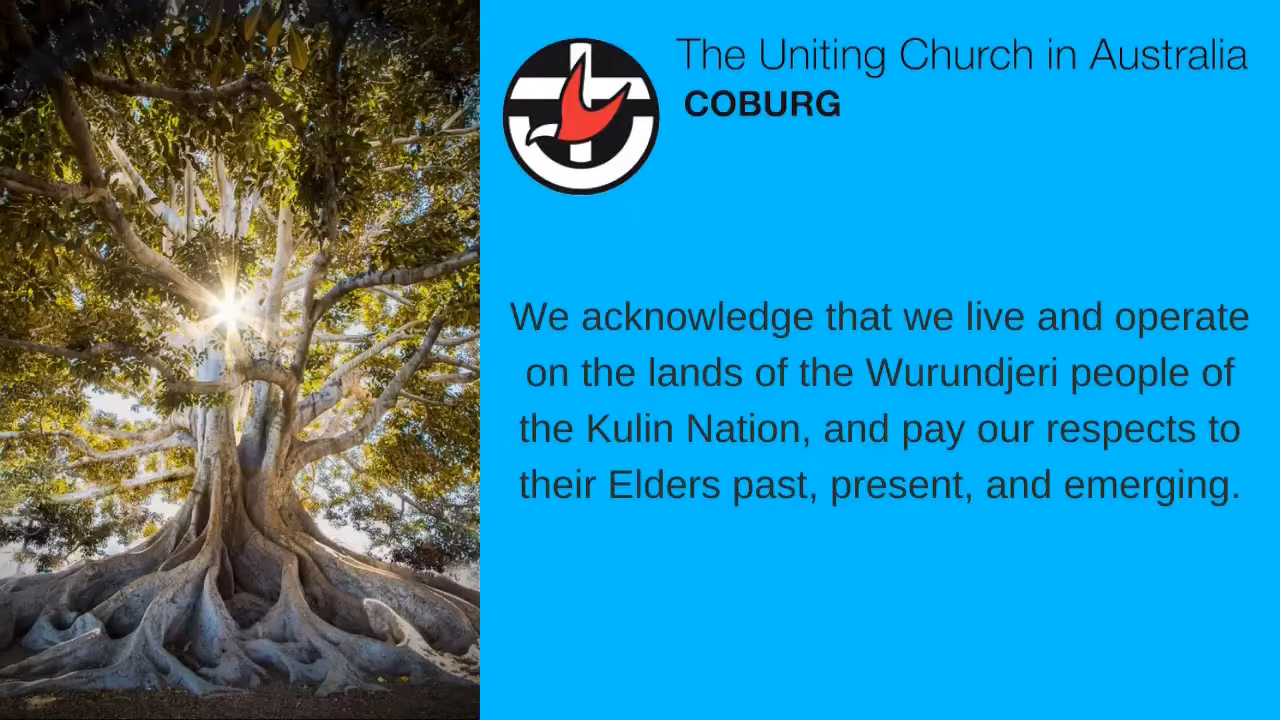 The Uniting Church in Australia
COBURG
We acknowledge that we live and operate
on the lands of the Wurundjeri people of
the Kulin Nation, and pay our respects to
their Elders past, present, and emerging.